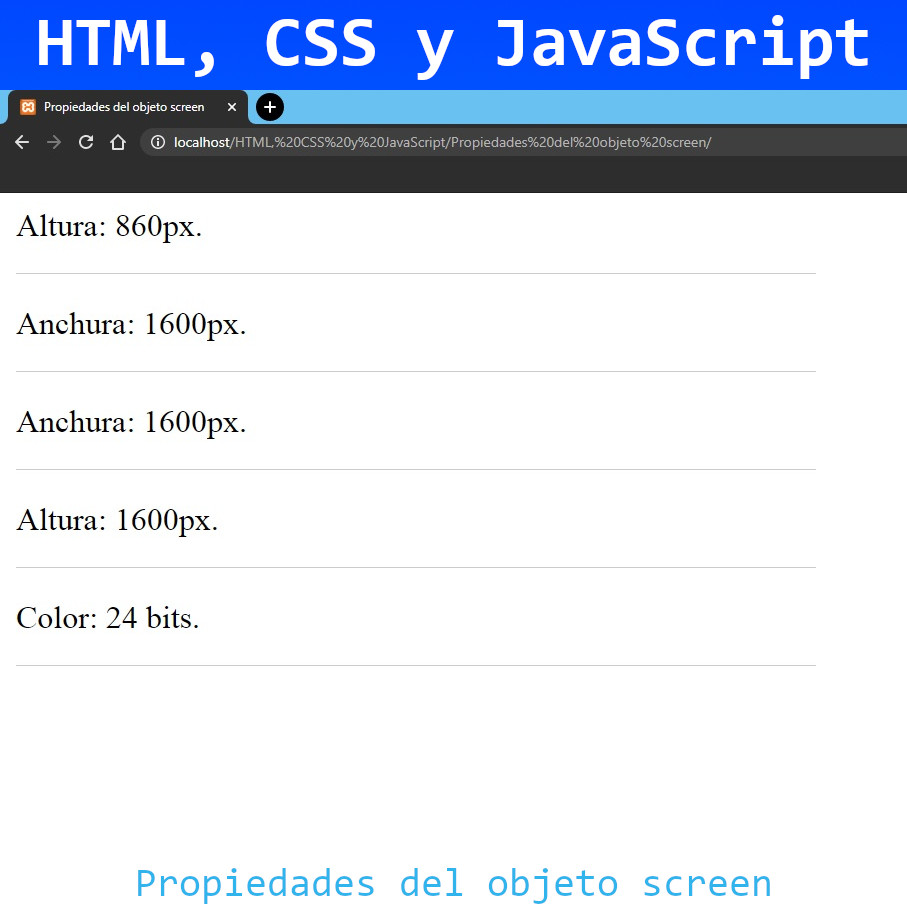 HTML, CSS y JavaScript
Propiedades del objeto screen
localhost/HTML,%20CSS%20y%20JavaScript/Propiedades%20del%20objeto%20screen/
Altura: 860px.
Anchura: 1600px.
Anchura: 1600px.
Altura: 1600px.
Color: 24 bits.
Propiedades del objeto screen